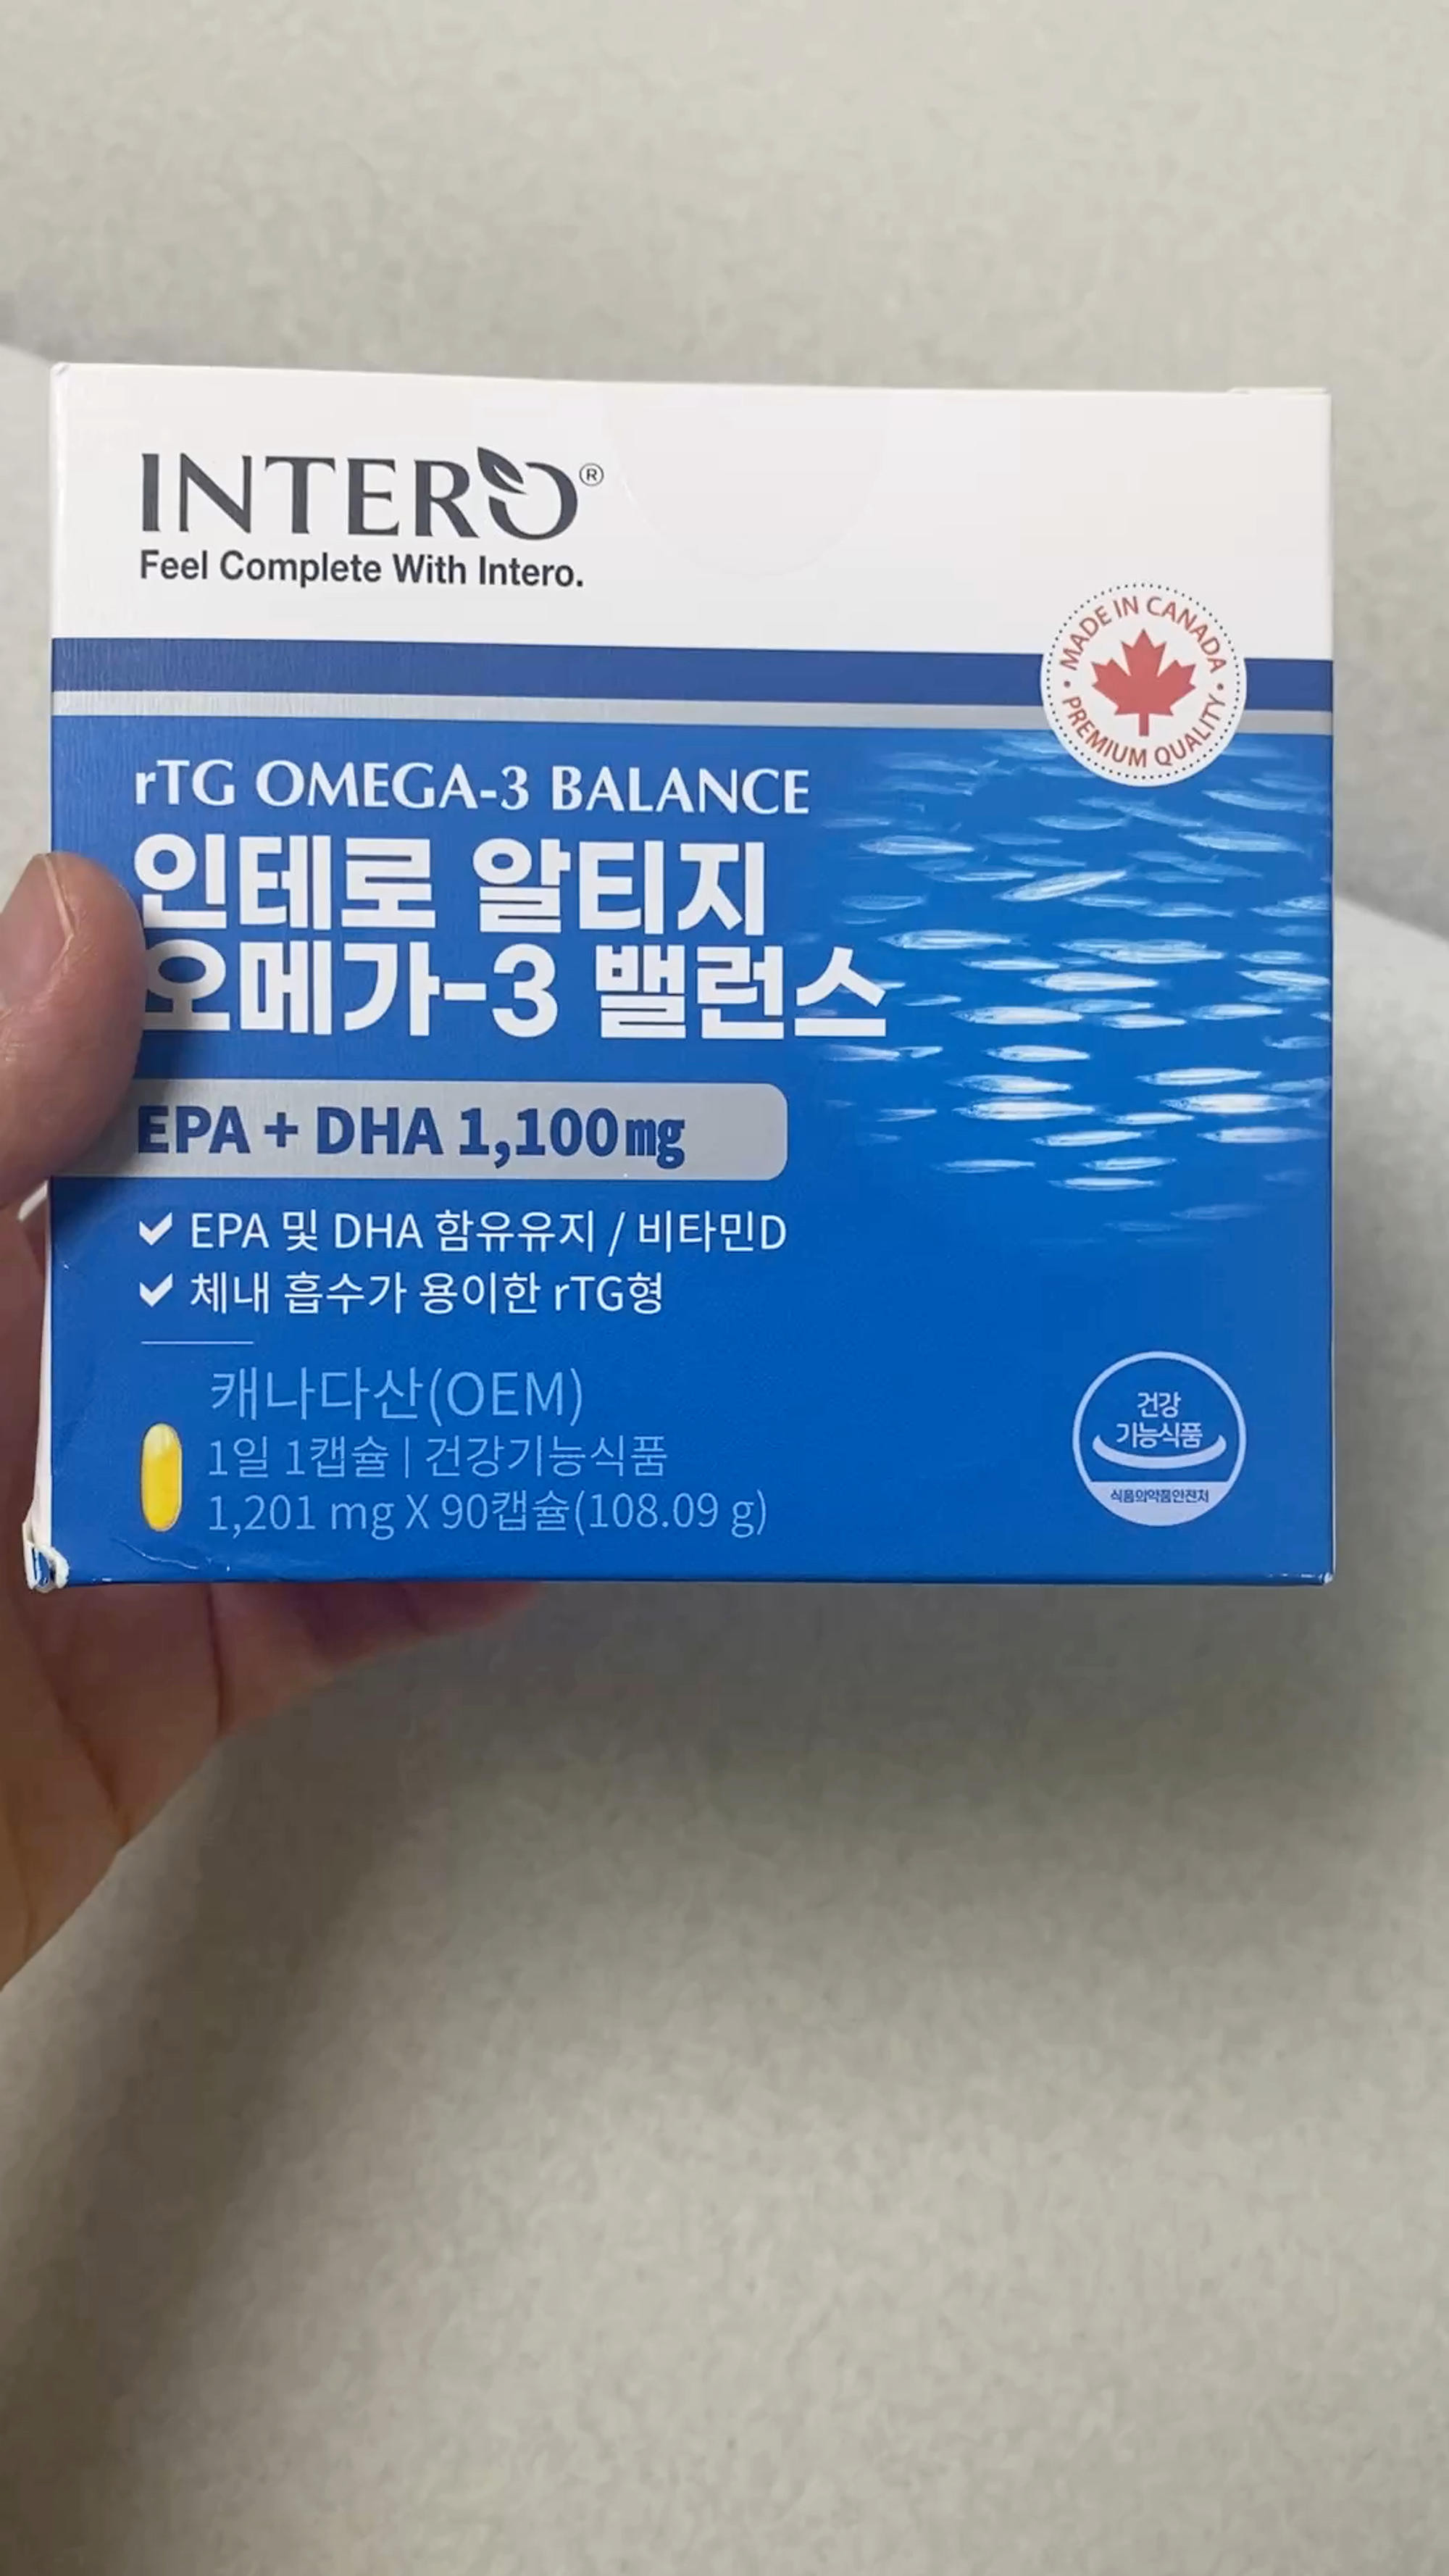 INTERO®
Feel Complete With Intero.
MADE IN CANADA
PREMIUM QUALITY
rTG OMEGA-3 BALANCE
인테로 알티지
오메가-3 밸런스
EPA + DHA 1,100mg
EPA 및 DHA 함유유지 / 비타민D
체내 흡수가 용이한 rTG형
캐나다산(OEM)
1일 1캡슐 | 건강기능식품
1,201 mg X 90캡슐(108.09 g)
건강
기능식품
식품의약품안전처